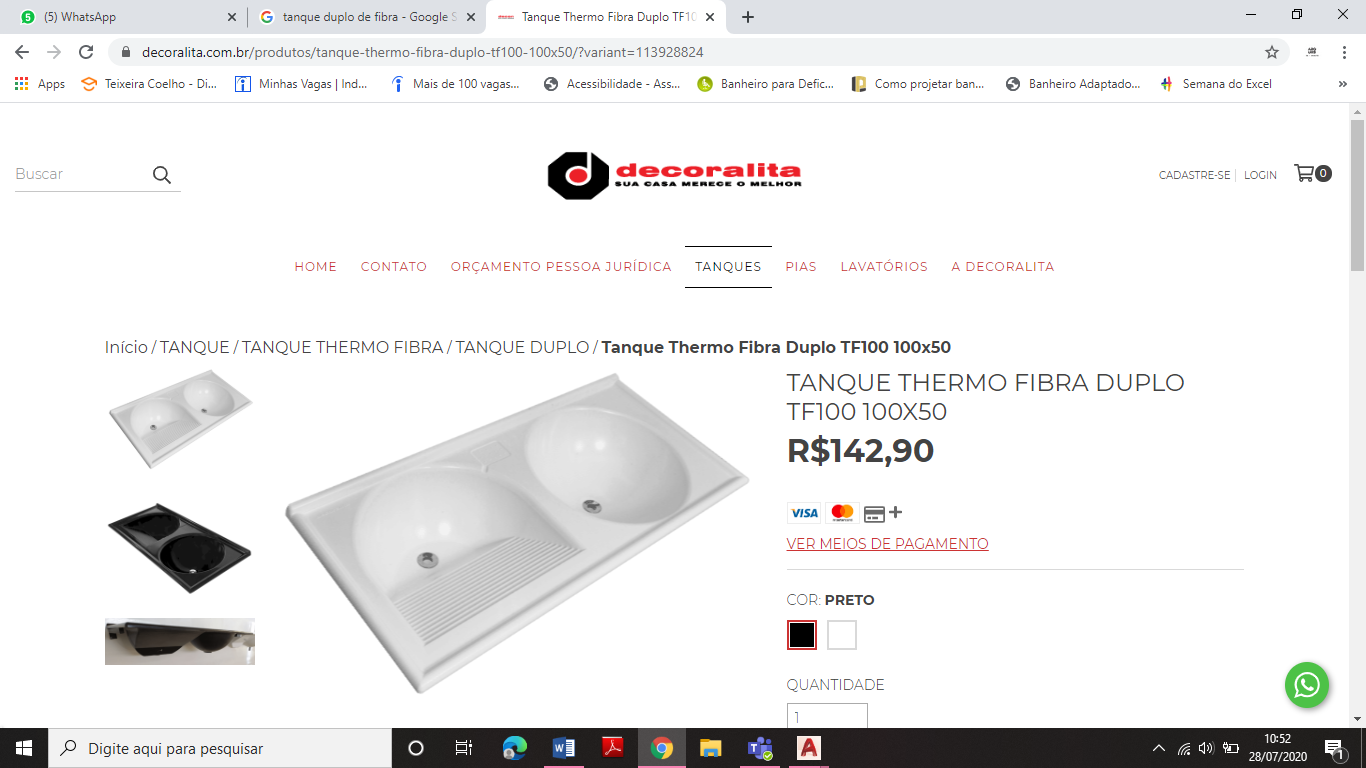 (5) WhatsApp
tanque duplo de fibra - Google S
Tanque Thermo Fibra Duplo TF10
decoralita.com.br/produtos/tanque-thermo-fibra-duplo-tf100-100x50/?variant=113928824
Apps
Teixeira Coelho - Di...
Minhas Vagas | Ind...
Mais de 100 vagas...
Acessibilidade - Ass...
Banheiro para Defic...
Como projetar ban...
Banheiro Adaptado...
Semana do Excel
»
Buscar
decoralita
SUA CASA MERECE O MELHOR
CADASTRE-SE | LOGIN
0
HOME
CONTATO
ORÇAMENTO PESSOA JURÍDICA
TANQUES
PIAS
LAVATÓRIOS
A DECORALITA
Início / TANQUE / TANQUE THERMO FIBRA / TANQUE DUPLO / Tanque Thermo Fibra Duplo TF100 100x50
TANQUE THERMO FIBRA DUPLO
TF100 100X50
R$142,90
VISA
VER MEIOS DE PAGAMENTO
COR: PRETO
QUANTIDADE
1
Digite aqui para pesquisar
10:52
28/07/2020
1